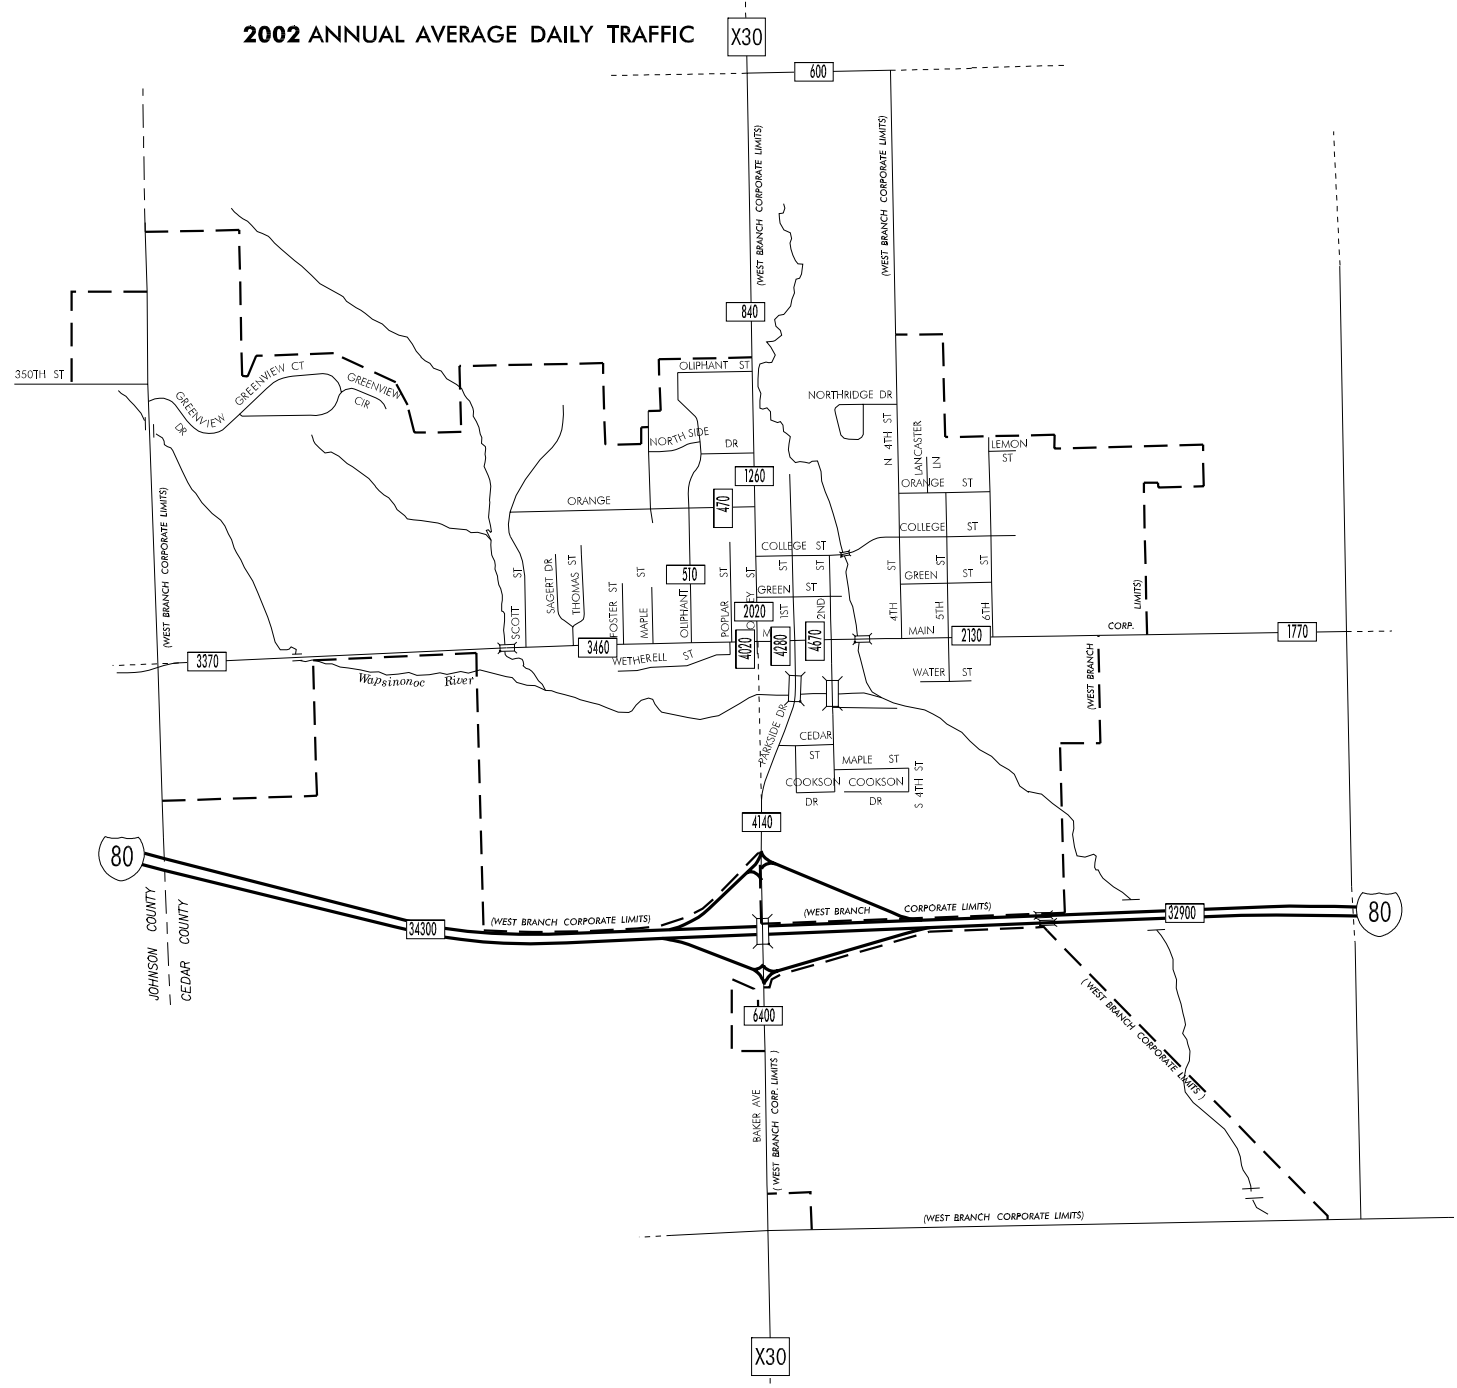 2002 ANNUAL AVERAGE DAILY TRAFFIC
X30
600
(WEST BRANCH CORPORATE LIMITS)
(WEST BRANCH CORPORATE LIMITS)
840
350TH ST
GREENVIEW CT
GREENVIEW
CIR
GREENVIEW
DR
OLIPHANT ST
NORTHRIDGE DR
N 4TH ST
LANCASTER
LN
LEMON
ST
NORTH SIDE
DR
1260
470
ORANGE
ORANGE ST
(WEST BRANCH CORPORATE LIMITS)
COLLEGE ST
COLLEGE ST
SCOTT ST
SAGERT DR
THOMAS ST
FOSTER ST
MAPLE ST
OLIPHANT
510
POPLAR ST
ST
GREEN ST
1ST ST
2ND ST
GREEN ST
4TH ST
5TH ST
6TH ST
2020
4020
4280
4670
MAIN
2130
CORP.
LIMITS)
(WEST BRANCH
1770
3370
3460
WETHERELL ST
Wapsinonoc River
WATER ST
PARKSIDE DR
CEDAR
ST
MAPLE ST
COOKSON
DR
COOKSON
DR
S 4TH ST
4140
80
JOHNSON COUNTY
CEDAR COUNTY
34300
(WEST BRANCH CORPORATE LIMITS)
(WEST BRANCH CORPORATE LIMITS)
32900
80
6400
(WEST BRANCH CORPORATE LIMITS)
BAKER AVE
(WEST BRANCH CORP. LIMITS)
(WEST BRANCH CORPORATE LIMITS)
X30